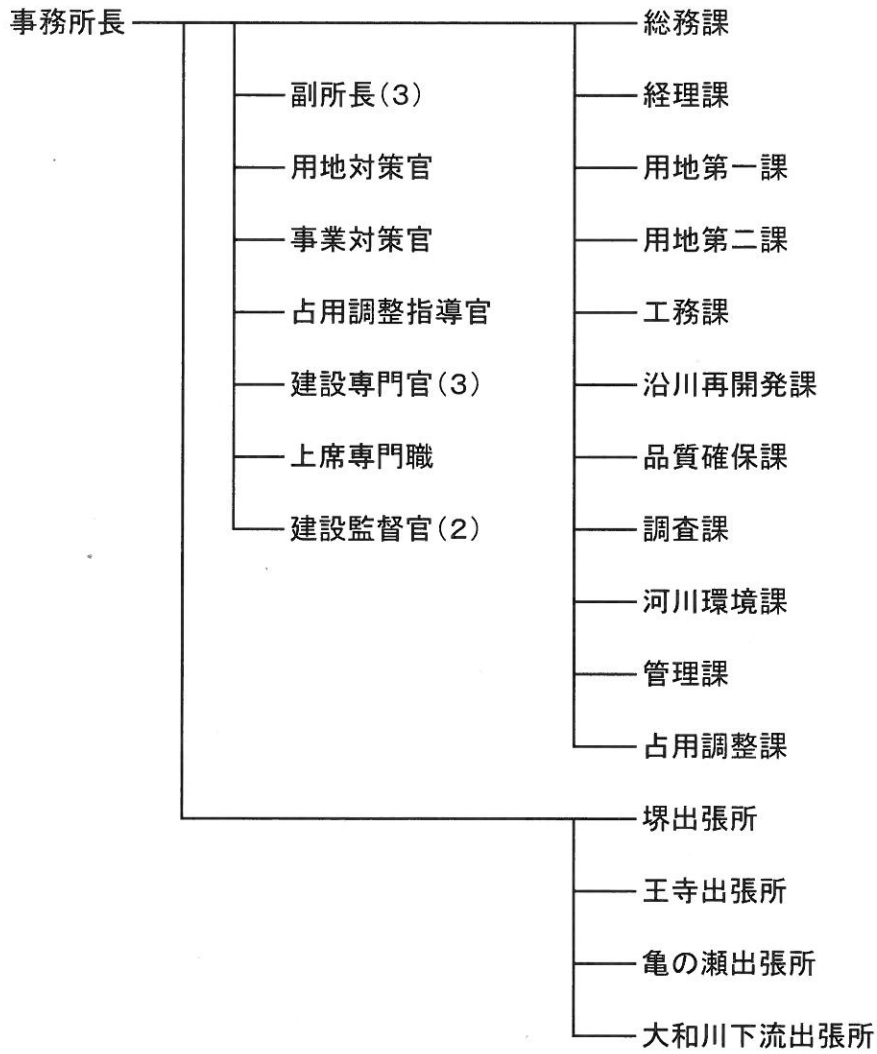 事務所長
副所長(3)
用地対策官
事業対策官
占用調整指導官
建設専門官(3)
上席専門職
建設監督官(2)
総務課
経理課
用地第一課
用地第二課
工務課
沿川再開発課
品質確保課
調査課
河川環境課
管理課
占用調整課
堺出張所
王寺出張所
亀の瀬出張所
大和川下流出張所